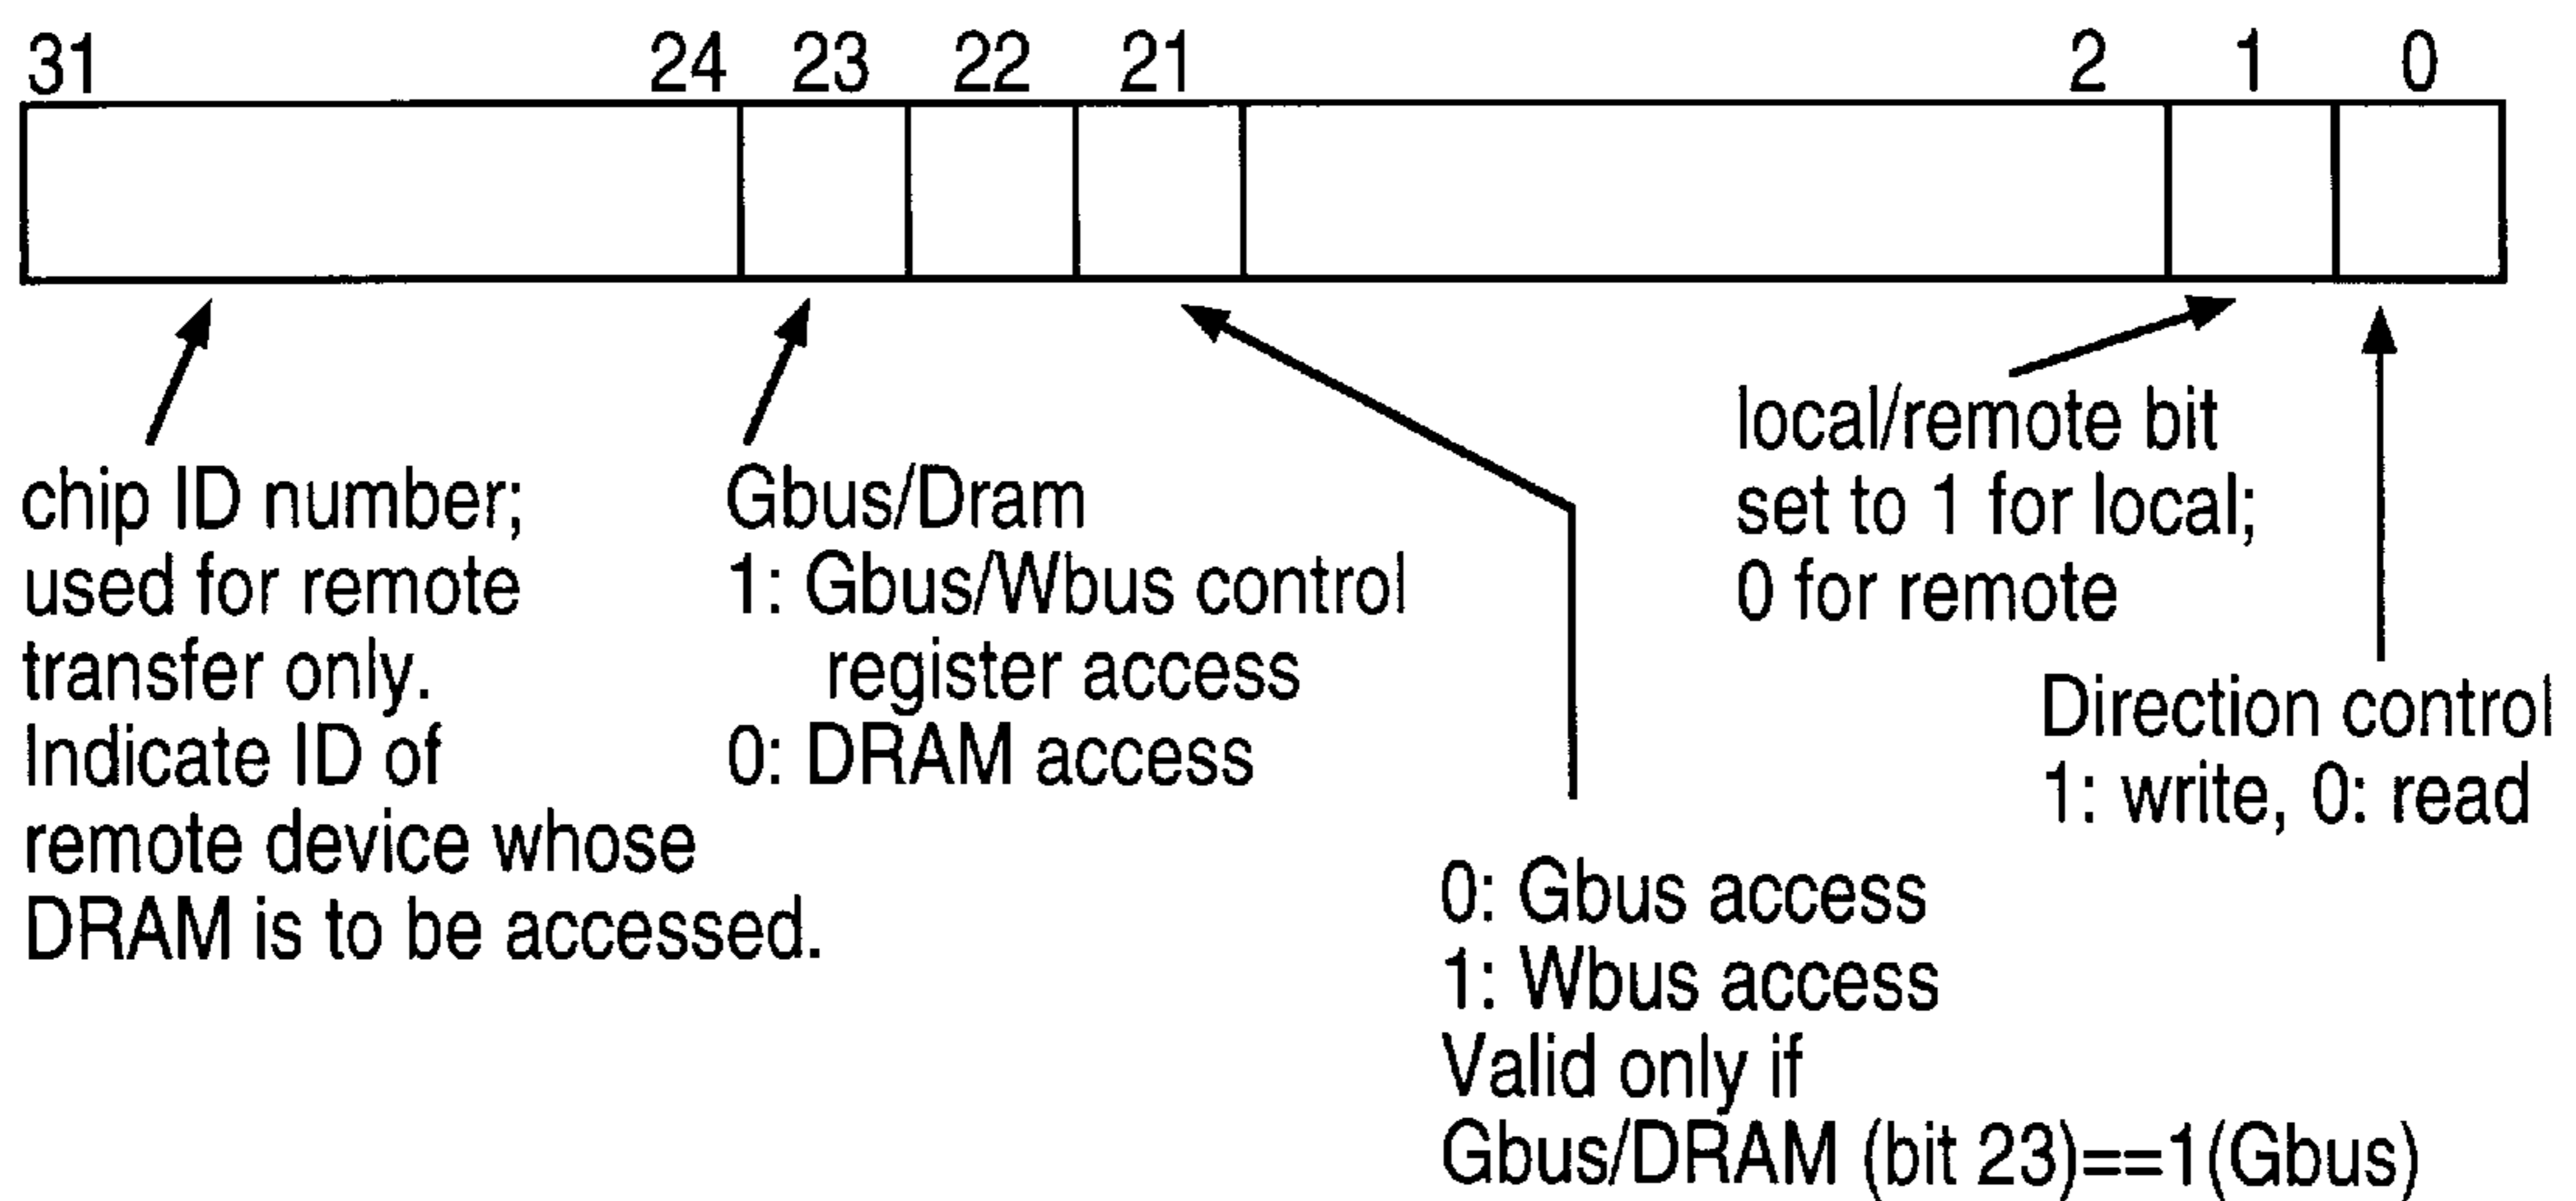 31 24 23 22 21 2 1 0
chip ID number;
used for remote
transfer only.
Indicate ID of
remote device whose
DRAM is to be accessed.
Gbus/Dram
1: Gbus/Wbus control
register access
0: DRAM access
0: Gbus access
1: Wbus access
Valid only if
Gbus/DRAM (bit 23)==1(Gbus)
local/remote bit
set to 1 for local;
0 for remote
Direction control
1: write, 0: read